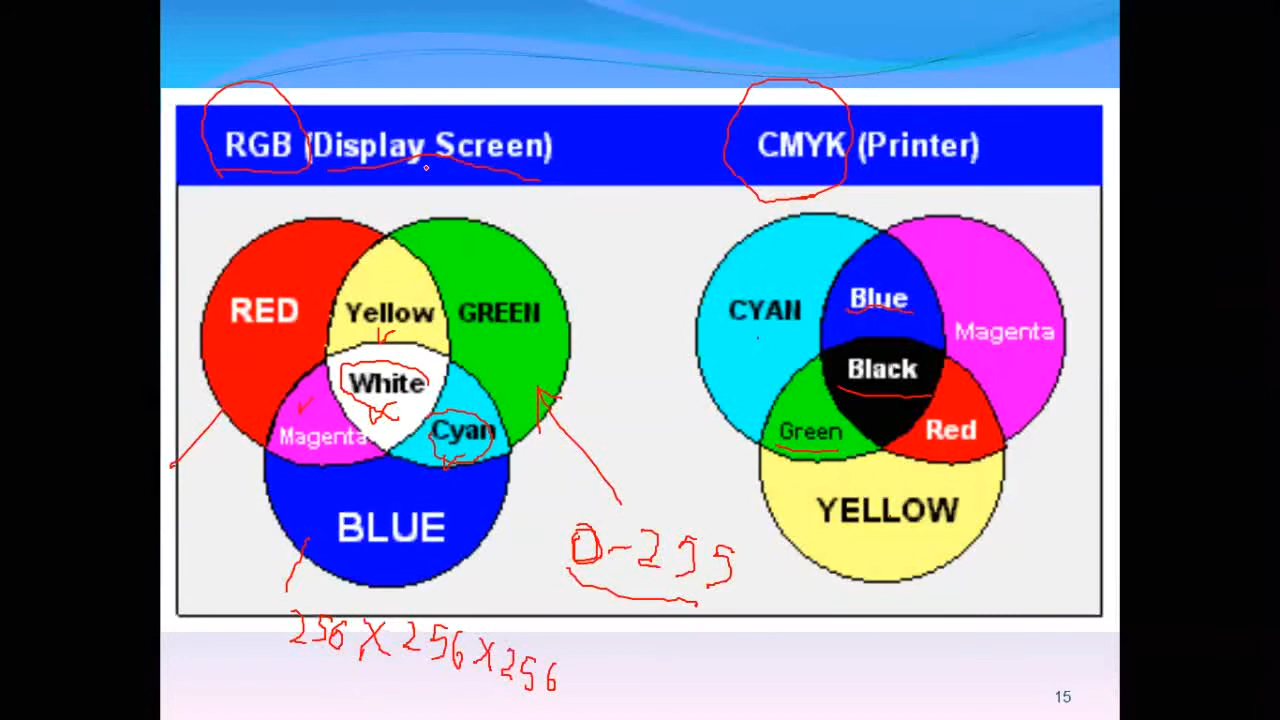 RGB (Display Screen)
CMYK (Printer)
RED
Yellow
GREEN
White
Magenta
Cyan
BLUE
CYAN
Blue
Magenta
Black
Green
Red
YELLOW
0-255
256 X 256 X 256
15